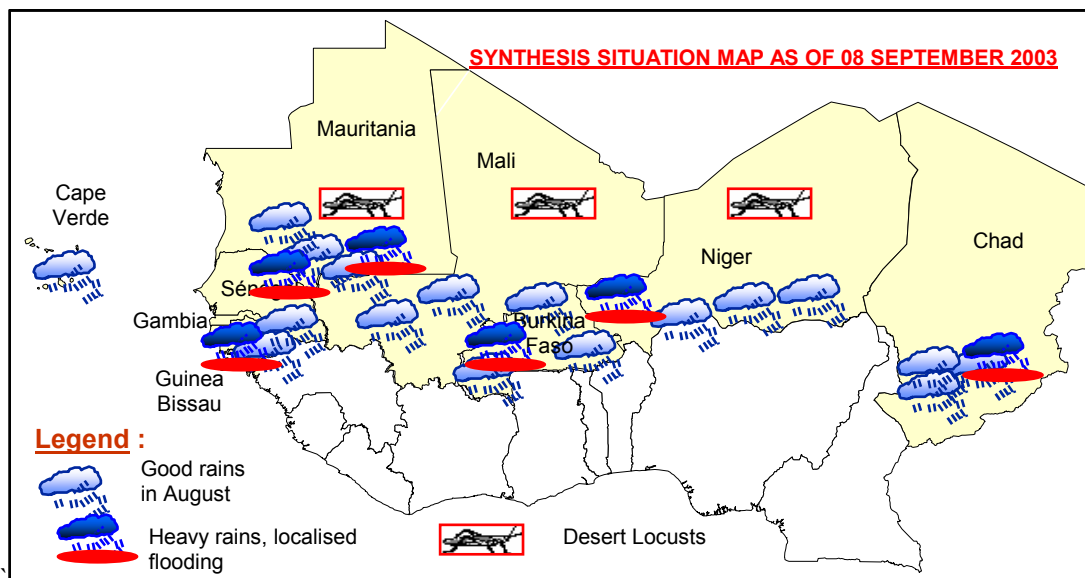 SYNTHESIS SITUATION MAP AS OF 08 SEPTEMBER 2003
Mauritania
Mali
Cape
Verde
Niger
Chad
Séné
Gambia
Burkina
Faso
Guinea
Bissau
Legend :
Good rains
in August
Heavy rains, localised
flooding
Desert Locusts